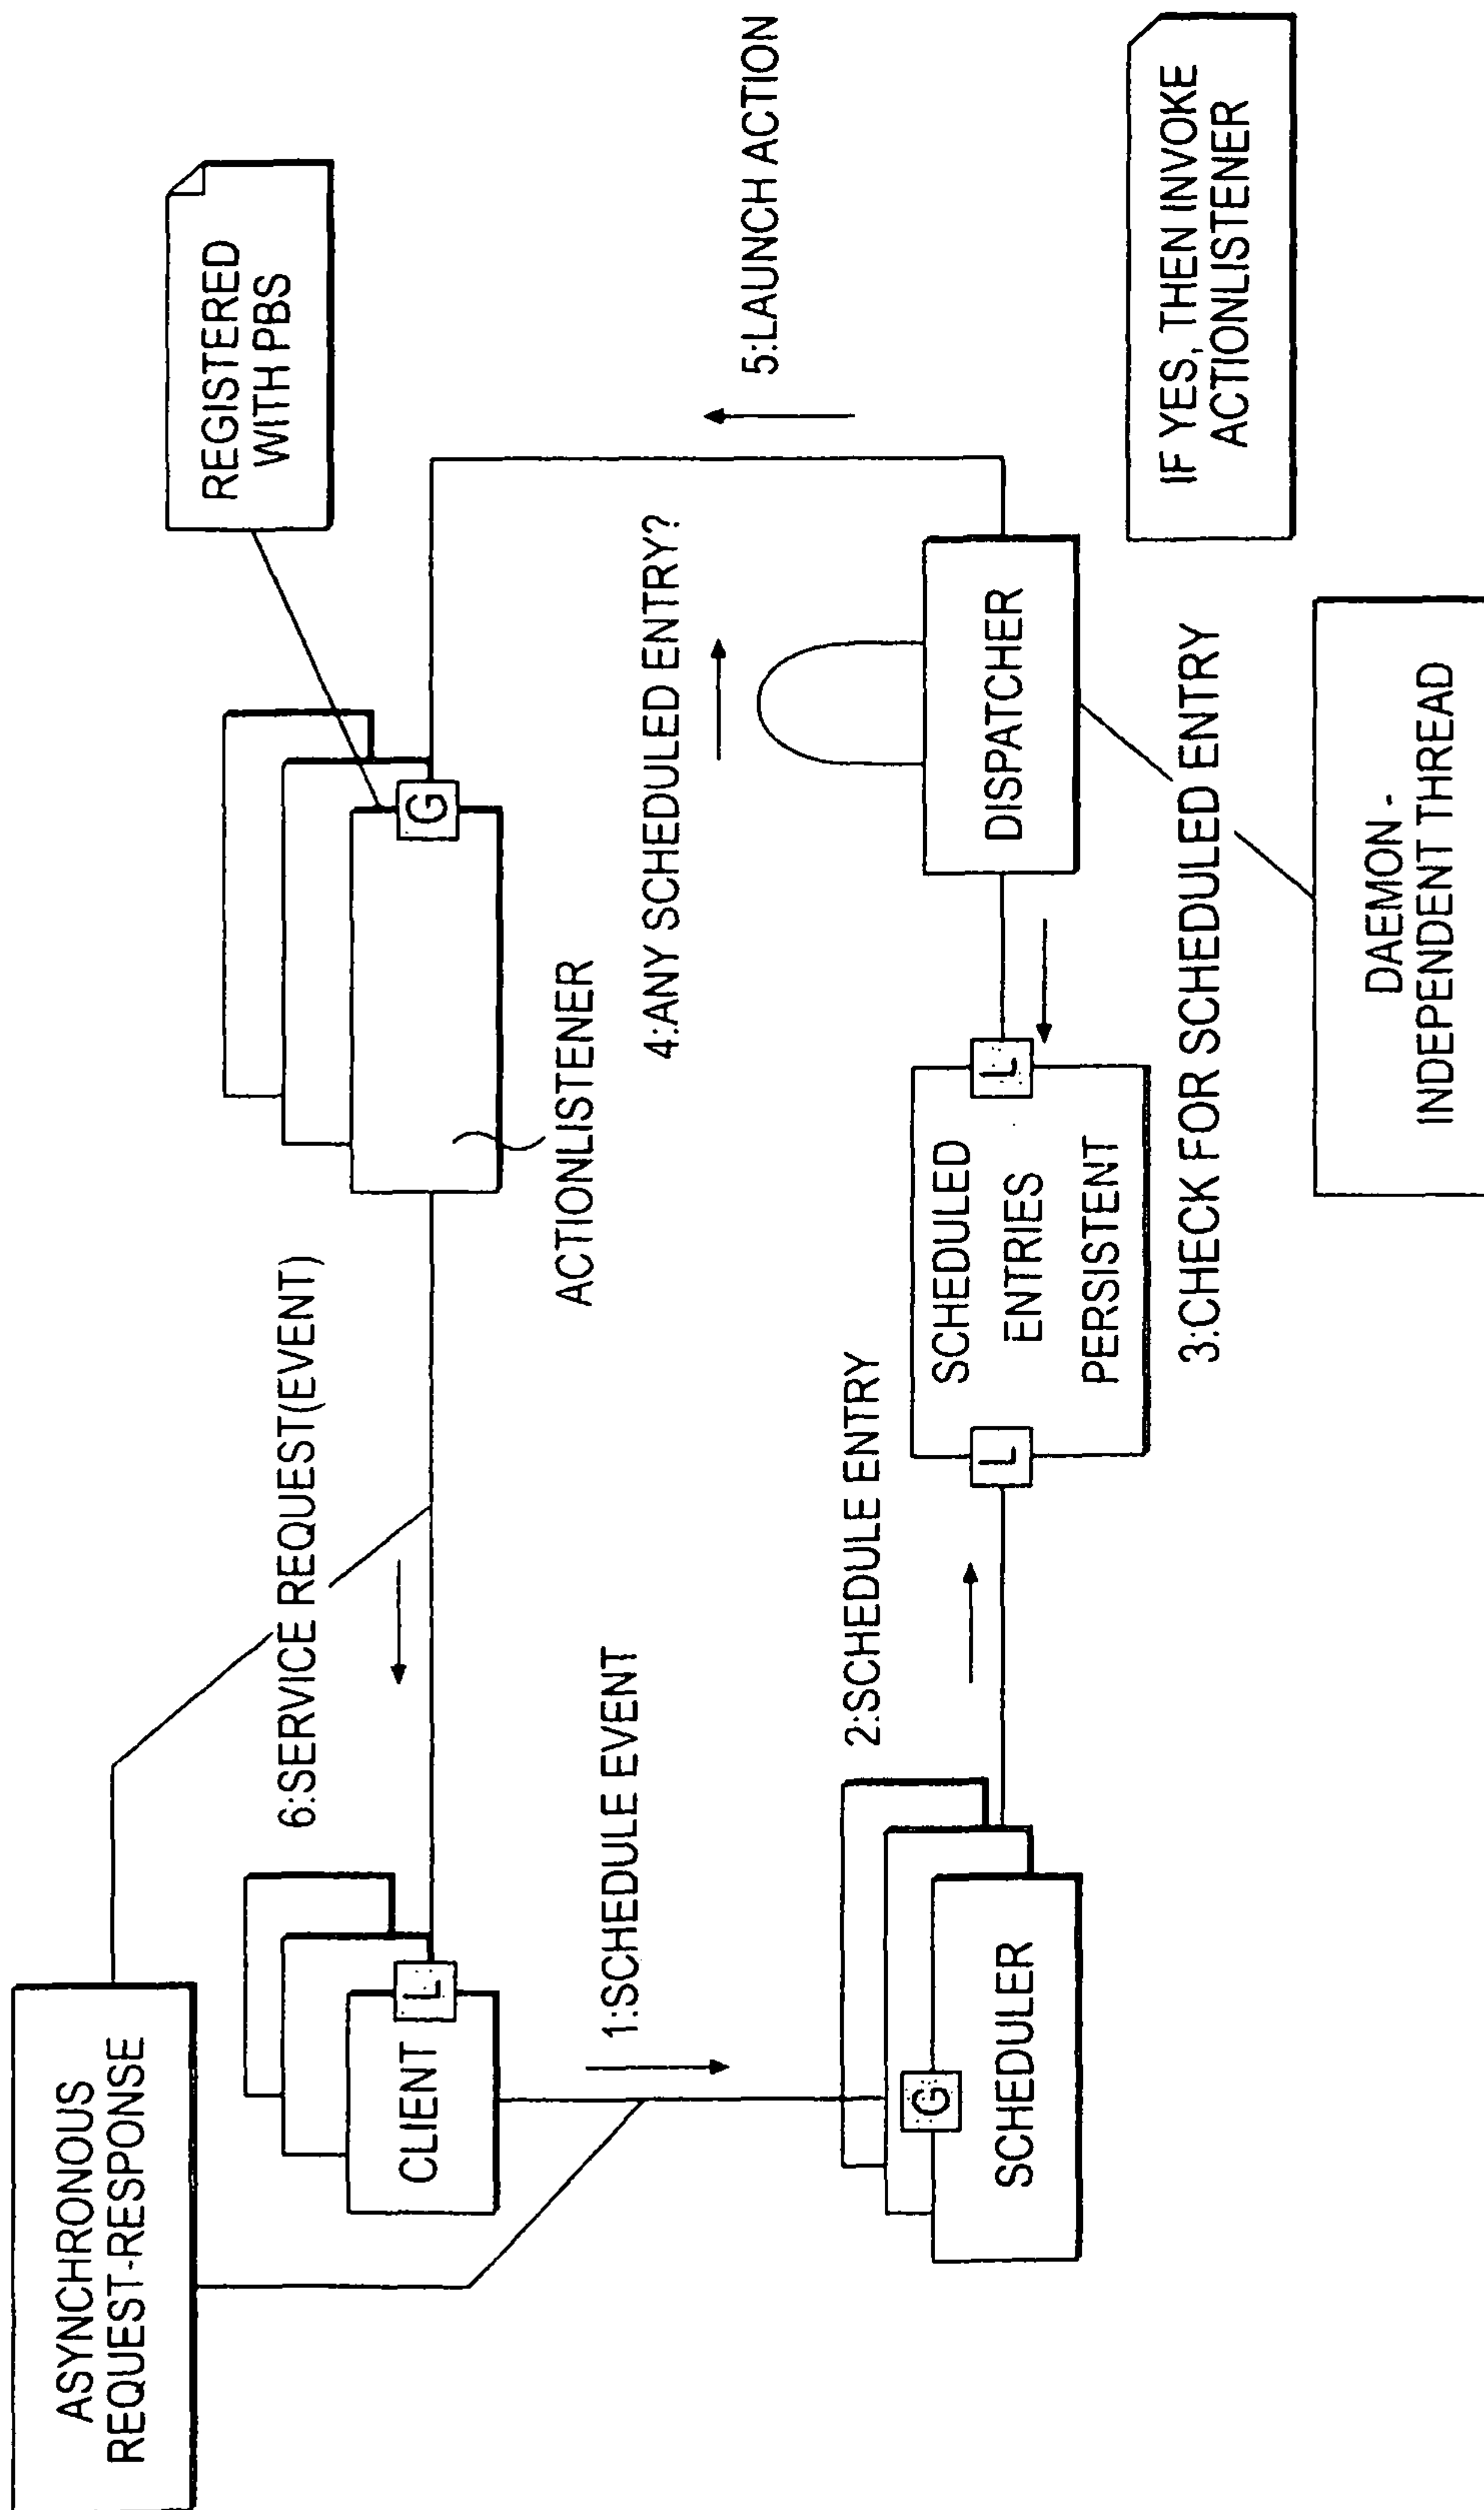 ASYNCHRONOUS
REQUEST-RESPONSE
6:SERVICE REQUEST(EVENT)
REGISTERED
WITH PBS
CLIENT
L
G
ACTIONLISTENER
1:SCHEDULE EVENT
4:ANY SCHEDULED ENTRY?
5:LAUNCH ACTION
2:SCHEDULE ENTRY
G
SCHEDULER
L
SCHEDULED
ENTRIES
PERSISTENT
L
DISPATCHER
3:CHECK FOR SCHEDULED ENTRY
IF YES, THEN INVOKE
ACTIONLISTENER
DAEMON -
INDEPENDENT THREAD